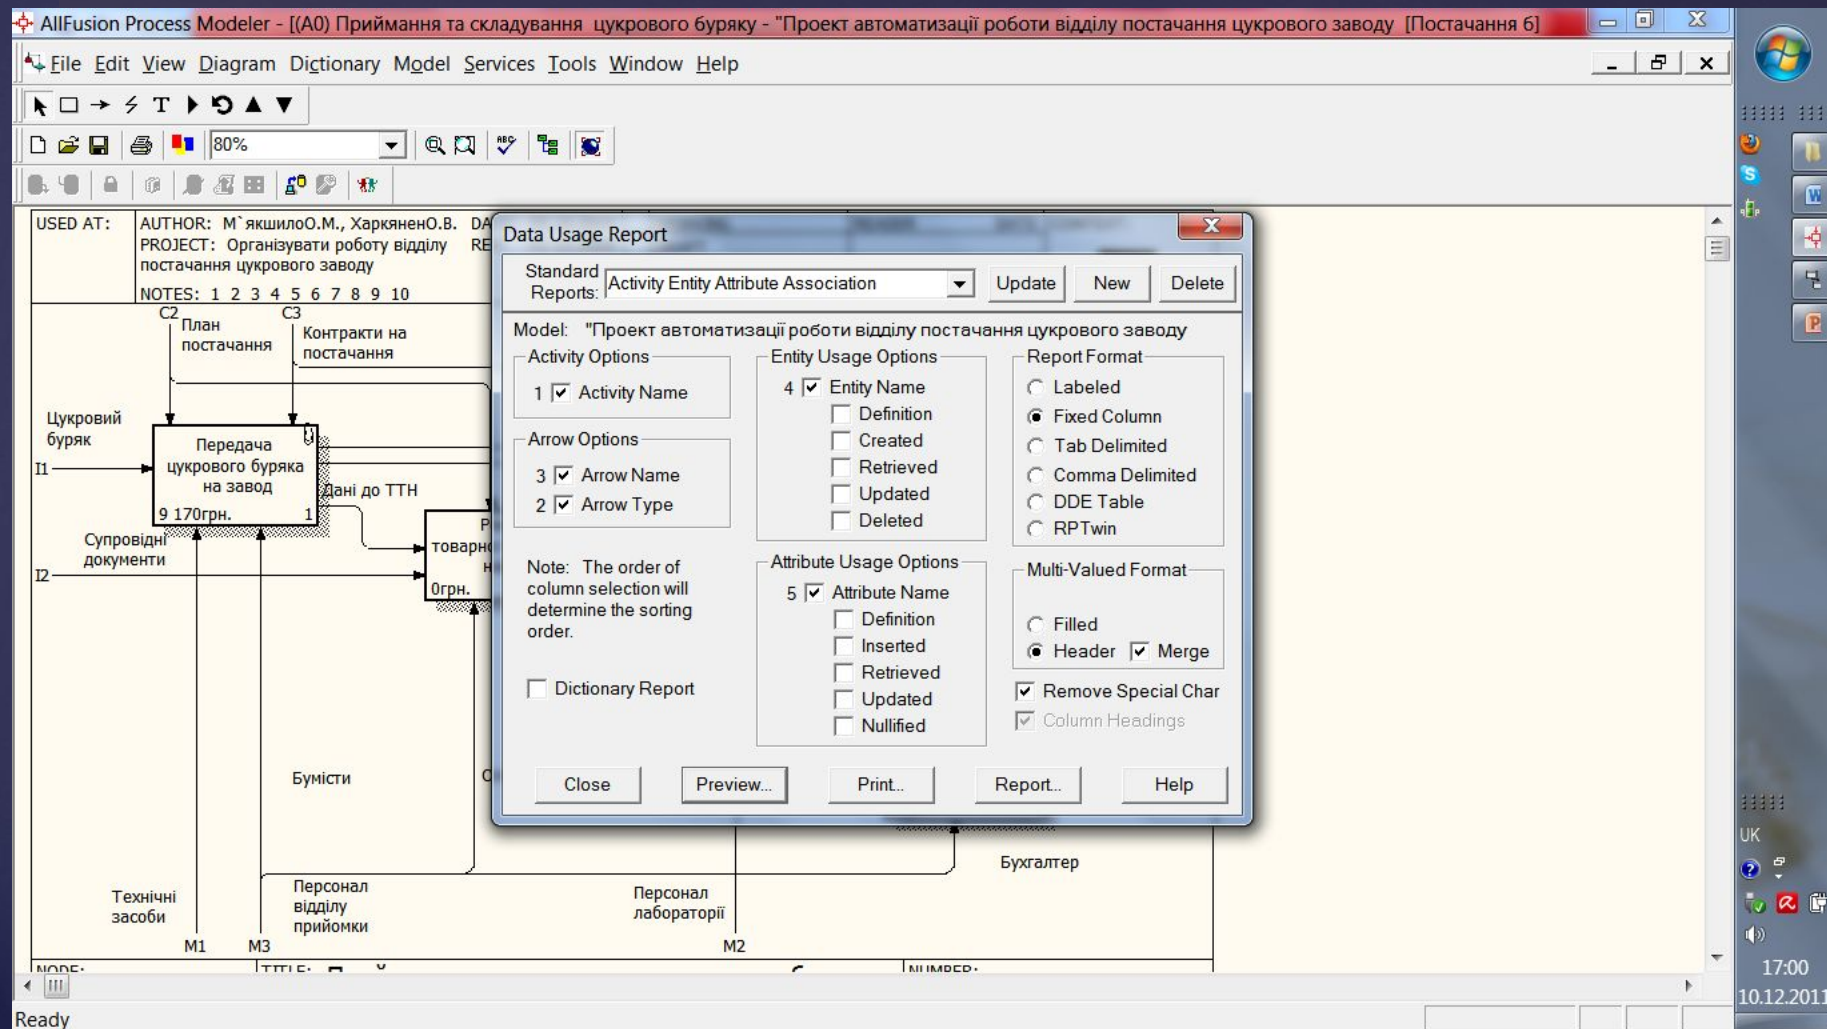 AllFusion Process Modeler - [(A0) Приймання та складування цукрового буряку - "Проект автоматизації роботи відділу постачання цукрового заводу [Постачання 6]
File Edit View Diagram Dictionary Model Services Tools Window Help
T
80%
ABC
USED AT:
AUTHOR: М`якшилоО.М., ХаркяненО.В. DA
PROJECT: Організувати роботу відділу RE
постачання цукрового заводу
NOTES: 1 2 3 4 5 6 7 8 9 10
C2
План
постачання
C3
Контракти на
постачання
Цукровий
буряк
I1
Передача
цукрового буряка
на завод
9 170грн. 1
Дані до ТТН
Супровідні
документи
I2
Р
товарн
н
0грн.
Бумісти
Технічні
засоби
M1
Персонал
відділу
прийомки
M3
Персонал
лабораторії
M2
Бухгалтер
NODE:
TITLE:
NUMBER:
Ready
Data Usage Report
Standard
Reports:
Activity Entity Attribute Association
Update New Delete
Model: "Проект автоматизації роботи відділу постачання цукрового заводу
Activity Options
1 Activity Name
Arrow Options
3 Arrow Name
2 Arrow Type
Note: The order of
column selection will
determine the sorting
order.
Dictionary Report
Entity Usage Options
4 Entity Name
Definition
Created
Retrieved
Updated
Deleted
Attribute Usage Options
5 Attribute Name
Definition
Inserted
Retrieved
Updated
Nullified
Report Format
Labeled
Fixed Column
Tab Delimited
Comma Delimited
DDE Table
RPTwin
Multi-Valued Format
Filled
Header Merge
Remove Special Char
Column Headings
Close Preview... Print... Report... Help
UK
17:00
10.12.2011